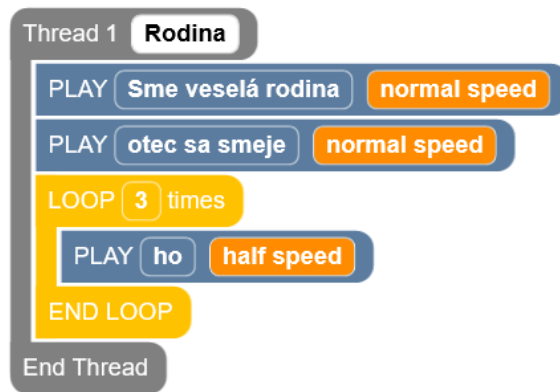 Thread 1 Rodina
PLAY Sme veselá rodina normal speed
PLAY otec sa smeje normal speed
LOOP 3 times
PLAY ho half speed
END LOOP
End Thread